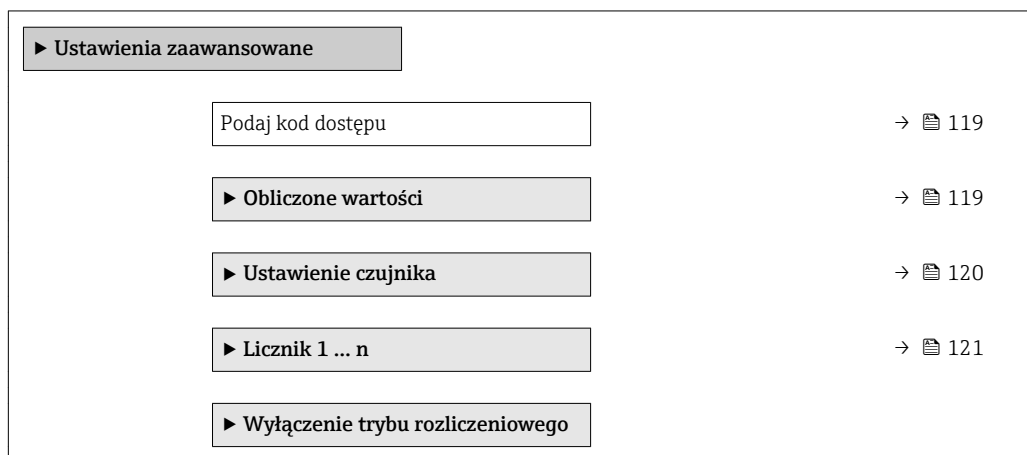 ► Ustawienia zaawansowane
Podaj kod dostępu → 119
► Obliczone wartości → 119
► Ustawienie czujnika → 120
► Licznik 1 ... n → 121
► Wyłączenie trybu rozliczeniowego